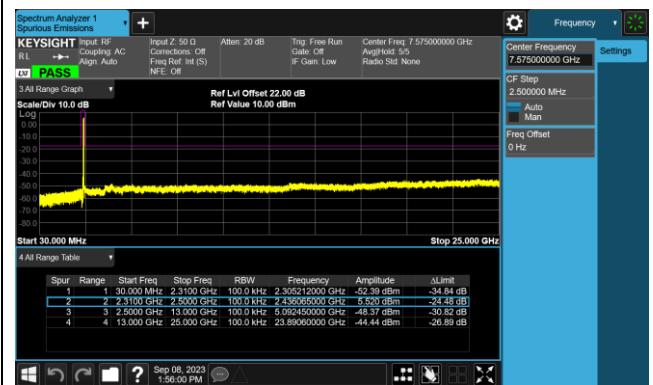 Spectrum Analyzer 1
Spurious Emissions
+
Frequency
KEYSIGHT
RL
LXI
PASS
Input: RF
Coupling: AC
Align: Auto
Input Z: 50 Ω
Corrections: Off
Freq Ref: Int (S)
NFE: Off
Atten: 20 dB
Trig: Free Run
Gate: Off
IF Gain: Low
Center Freq: 7.575000000 GHz
Avg|Hold: 5/5
Radio Std: None
Center Frequency
7.575000000 GHz
Settings
CF Step
2.500000 MHz
Auto
Man
Freq Offset
0 Hz
3 All Range Graph
Ref Lvl Offset 22.00 dB
Scale/Div 10.0 dB
Ref Value 10.00 dBm
Log
0.00
-10.0
-20.0
-30.0
-40.0
-50.0
-60.0
-70.0
-80.0
Start 30.000 MHz
Stop 25.000 GHz
4 All Range Table
Spur Range Start Freq Stop Freq RBW Frequency Amplitude ΔLimit
1 1 30.000 MHz 2.3100 GHz 100.0 kHz 2.305212000 GHz -52.39 dBm -34.84 dB
2 2 2.3100 GHz 2.5000 GHz 100.0 kHz 2.436065000 GHz 5.520 dBm -24.48 dB
3 3 2.5000 GHz 13.000 GHz 100.0 kHz 5.092450000 GHz -48.37 dBm -30.82 dB
4 4 13.000 GHz 25.000 GHz 100.0 kHz 23.89060000 GHz -44.44 dBm -26.89 dB
?
Sep 08, 2023
1:56:00 PM